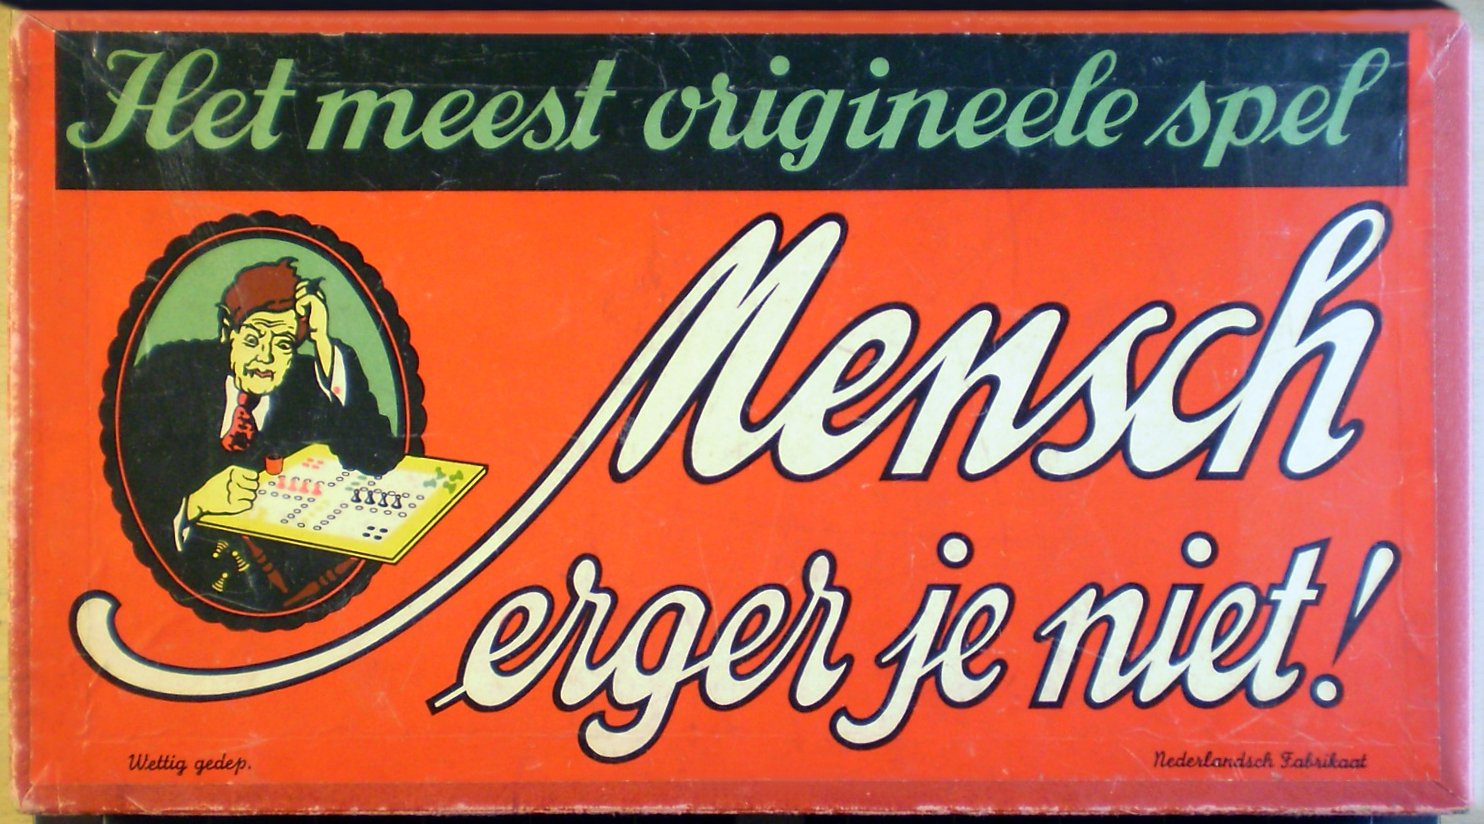 Het meest origineele spel
Mensch
erger je niet!
Wettig gedep.
Nederlandsch Fabrikaat